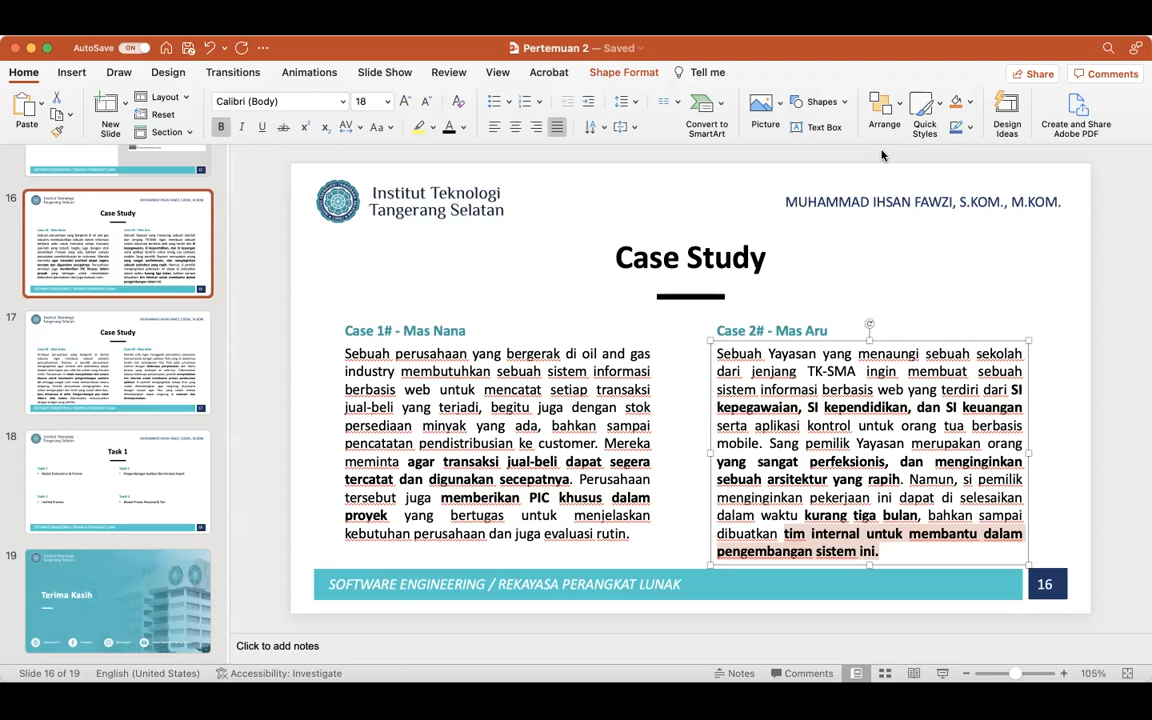 AutoSave ON
Pertemuan 2 — Saved
Home Insert Draw Design Transitions Animations Slide Show Review View Acrobat Shape Format Tell me
Share Comments
Paste
New
Slide
Layout
Reset
Section
Calibri (Body) 18
Convert to
SmartArt
Picture
Shapes
Text Box
Arrange
Quick
Styles
Design
Ideas
Create and Share
Adobe PDF
16
17
18
Task 1
19
Terima Kasih
Institut Teknologi
Tangerang Selatan
MUHAMMAD IHSAN FAWZI, S.KOM., M.KOM.
Case Study
Case 1# - Mas Nana
Sebuah perusahaan yang bergerak di oil and gas
industry membutuhkan sebuah sistem informasi
berbasis web untuk mencatat setiap transaksi
jual-beli yang terjadi, begitu juga dengan stok
persediaan minyak yang ada, bahkan sampai
pencatatan pendistribusian ke customer. Mereka
meminta agar transaksi jual-beli dapat segera
tercatat dan digunakan secepatnya. Perusahaan
tersebut juga memberikan PIC khusus dalam
proyek yang bertugas untuk menjelaskan
kebutuhan perusahaan dan juga evaluasi rutin.
Case 2# - Mas Aru
Sebuah Yayasan yang menaungi sebuah sekolah
dari jenjang TK-SMA ingin membuat sebuah
sistem informasi berbasis web yang terdiri dari SI
kepegawaian, SI kependidikan, dan SI keuangan
serta aplikasi kontrol untuk orang tua berbasis
mobile. Sang pemilik Yayasan merupakan orang
yang sangat perfeksionis, dan menginginkan
sebuah arsitektur yang rapih. Namun, si pemilik
menginginkan pekerjaan ini dapat di selesaikan
dalam waktu kurang tiga bulan, bahkan sampai
dibuatkan tim internal untuk membantu dalam
pengembangan sistem ini.
SOFTWARE ENGINEERING / REKAYASA PERANGKAT LUNAK
16
Click to add notes
Slide 16 of 19 English (United States) Accessibility: Investigate
Notes Comments 105%